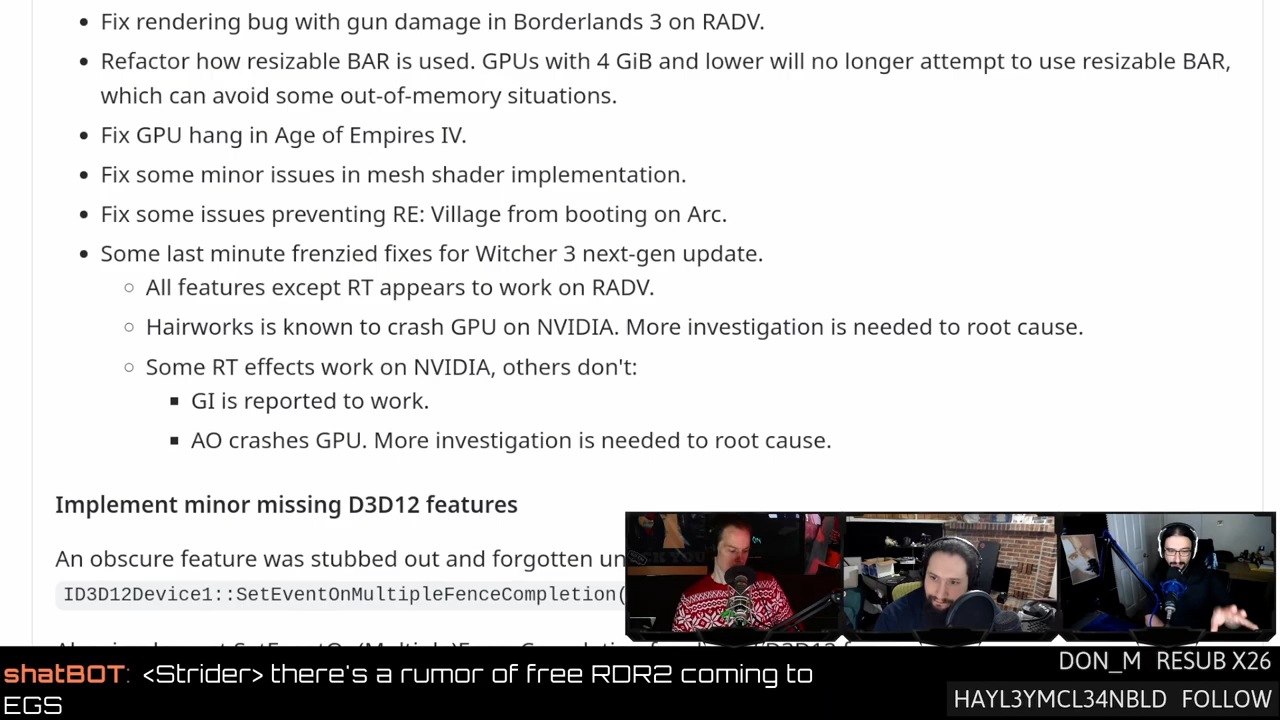 Fix rendering bug with gun damage in Borderlands 3 on RADV.
Refactor how resizable BAR is used. GPUs with 4 GiB and lower will no longer attempt to use resizable BAR,
which can avoid some out-of-memory situations.
Fix GPU hang in Age of Empires IV.
Fix some minor issues in mesh shader implementation.
Fix some issues preventing RE: Village from booting on Arc.
Some last minute frenzied fixes for Witcher 3 next-gen update.
All features except RT appears to work on RADV.
Hairworks is known to crash GPU on NVIDIA. More investigation is needed to root cause.
Some RT effects work on NVIDIA, others don't:
GI is reported to work.
AO crashes GPU. More investigation is needed to root cause.
Implement minor missing D3D12 features
An obscure feature was stubbed out and forgotten
ID3D12Device1::SetEventOnMultipleFenceCompletion(
shatBOT: <Strider> there's a rumor of free RDR2 coming to
EGS
DON_M RESUB X26
HAYL3YMCL34NBLD FOLLOW